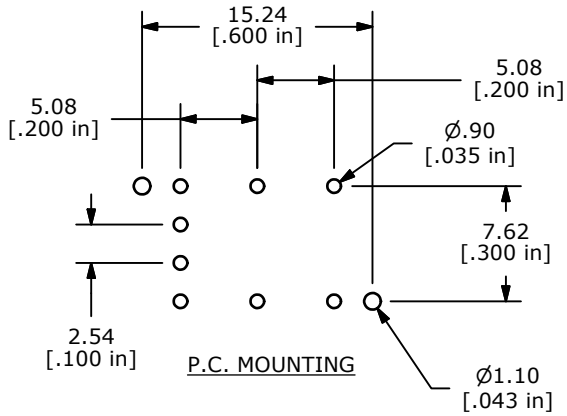 15.24
[.600 in]
5.08
[.200 in]
5.08
[.200 in]
Ø.90
[.035 in]
7.62
[.300 in]
2.54
[.100 in]
P.C. MOUNTING
Ø1.10
[.043 in]